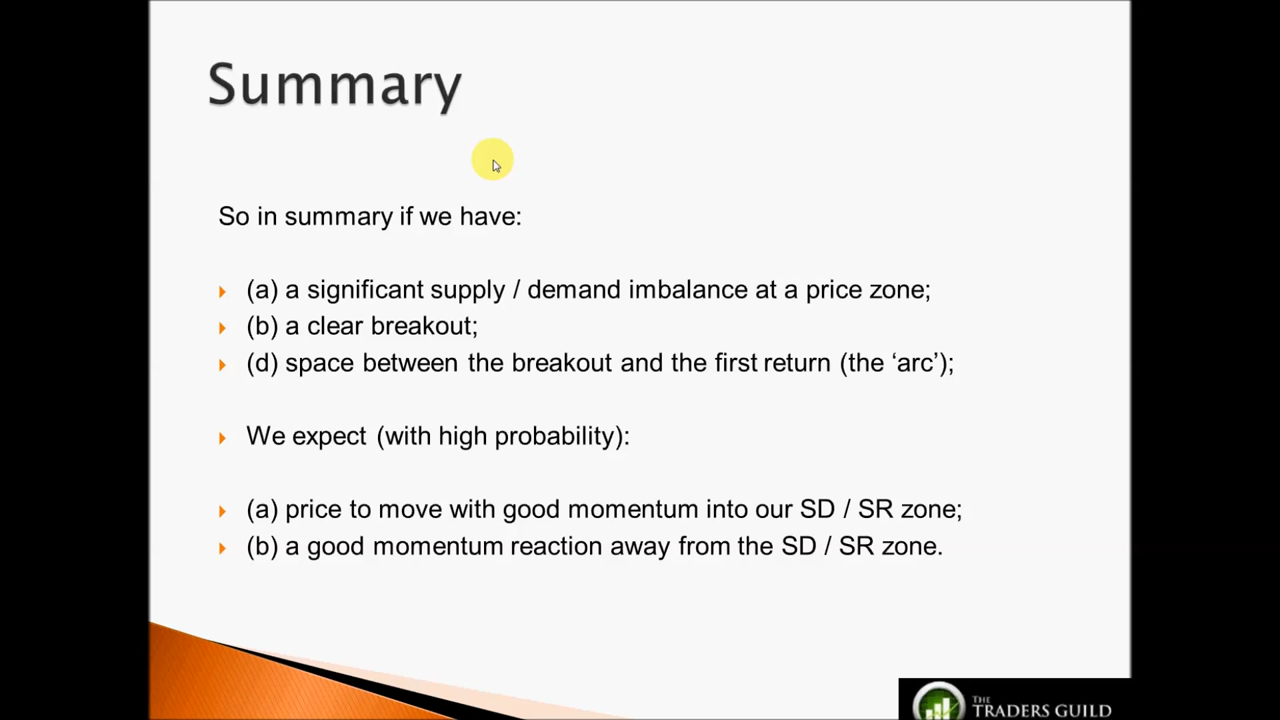 Summary
So in summary if we have:
(a) a significant supply / demand imbalance at a price zone;
(b) a clear breakout;
(d) space between the breakout and the first return (the ‘arc’);
We expect (with high probability):
(a) price to move with good momentum into our SD / SR zone;
(b) a good momentum reaction away from the SD / SR zone.
THE
TRADERS GUILD